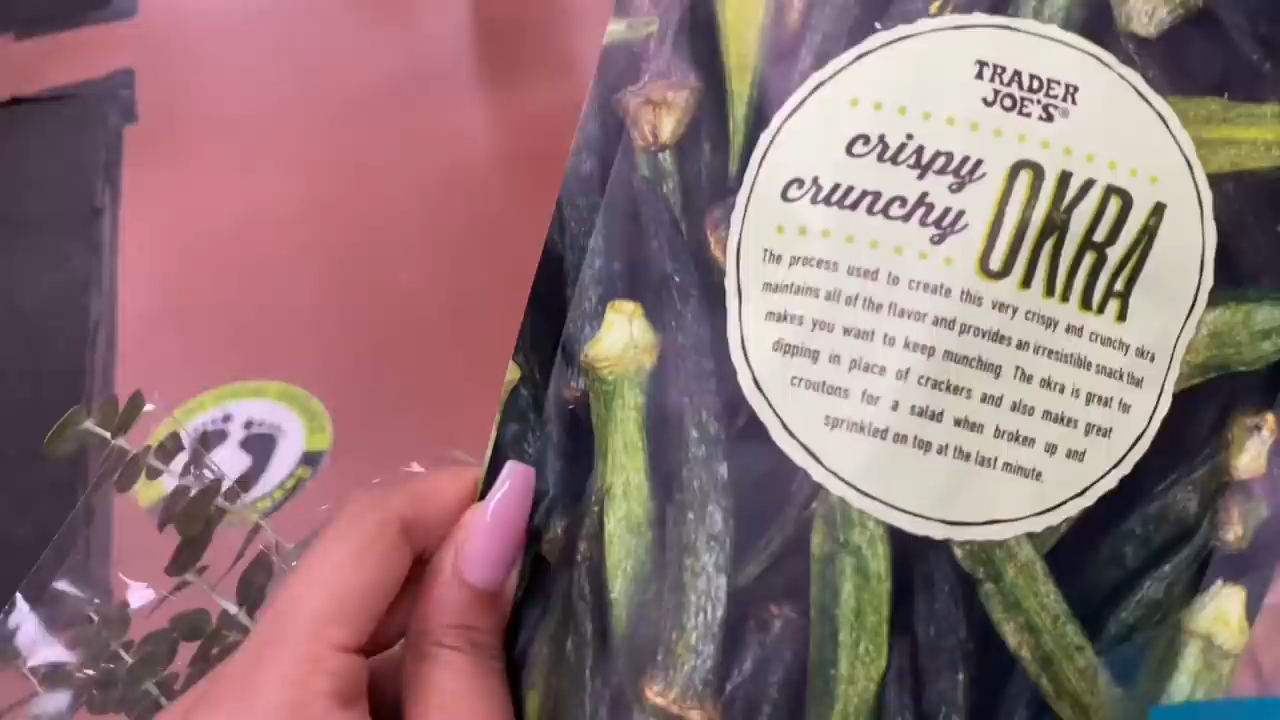 TRADER
JOE'S®
crispy
crunchy
OKRA
The process used to create this very crispy and crunchy okra
maintains all of the flavor and provides an irresistible snack that
makes you want to keep munching. The okra is great for
dipping in place of crackers and also makes great
croutons for a salad when broken up and
sprinkled on top at the last minute.